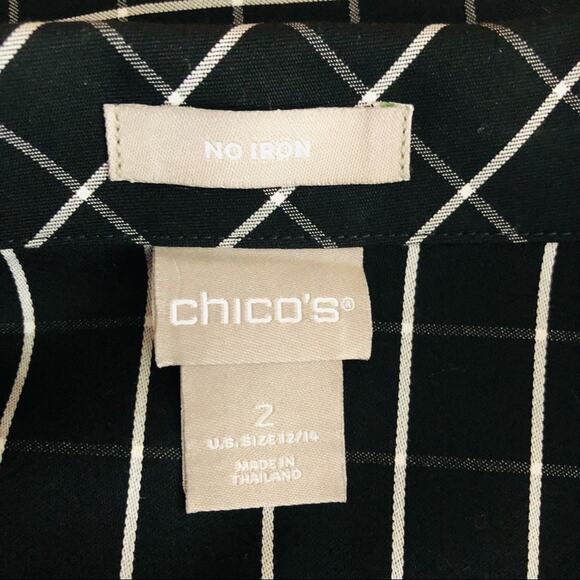 NO IRON
chico's®
2
U.S. SIZE 12/14
MADE IN
THAILAND